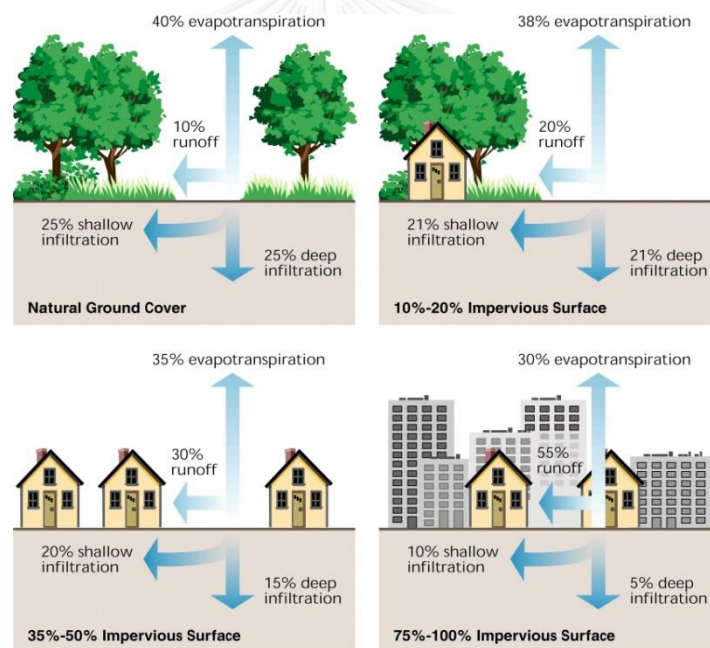 40% evapotranspiration
10%
runoff
25% shallow
infiltration
25% deep
infiltration
Natural Ground Cover
38% evapotranspiration
20%
runoff
21% shallow
infiltration
21% deep
infiltration
10%-20% Impervious Surface
35% evapotranspiration
30%
runoff
20% shallow
infiltration
15% deep
infiltration
35%-50% Impervious Surface
30% evapotranspiration
55%
runoff
10% shallow
infiltration
5% deep
infiltration
75%-100% Impervious Surface